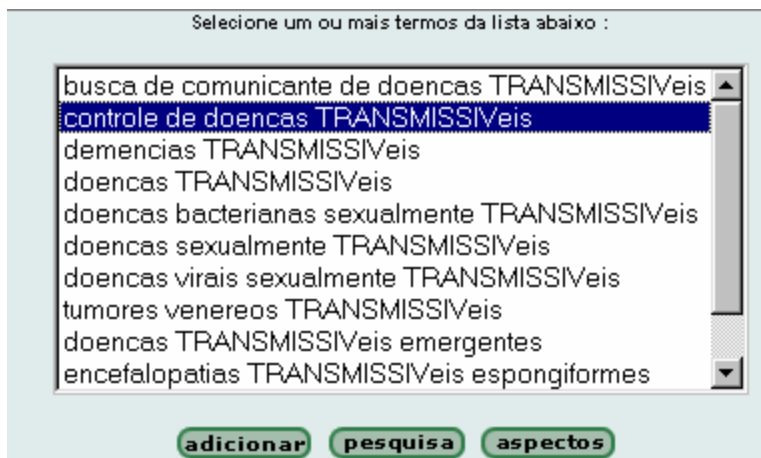 Selecione um ou mais termos da lista abaixo :
busca de comunicante de doencas TRANSMISSIVeis
controle de doencas TRANSMISSIVeis
demencias TRANSMISSIVeis
doencas TRANSMISSIVeis
doencas bacterianas sexualmente TRANSMISSIVeis
doencas sexualmente TRANSMISSIVeis
doencas virais sexualmente TRANSMISSIVeis
tumores venereos TRANSMISSIVeis
doencas TRANSMISSIVeis emergentes
encefalopatias TRANSMISSIVeis espongiformes
adicionar pesquisa aspectos